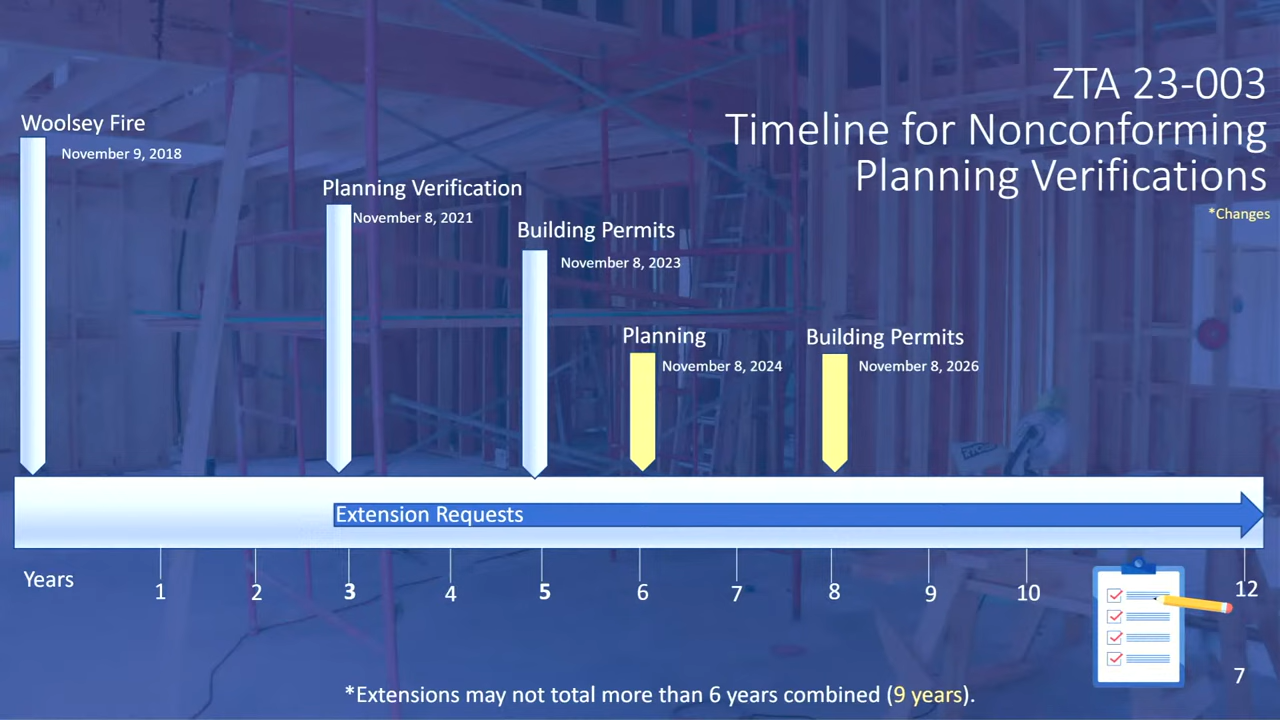 ZTA 23-003
Timeline for Nonconforming
Planning Verifications
*Changes
Woolsey Fire
November 9, 2018
Planning Verification
November 8, 2021
Building Permits
November 8, 2023
Planning
November 8, 2024
Building Permits
November 8, 2026
Extension Requests
Years 1 2 3 4 5 6 7 8 9 10 12
*Extensions may not total more than 6 years combined (9 years).
7